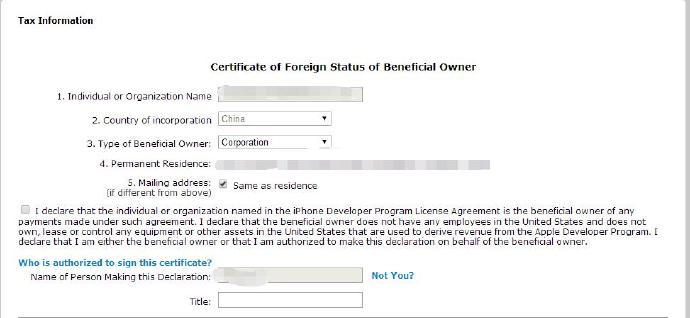 Tax Information
Certificate of Foreign Status of Beneficial Owner
1. Individual or Organization Name
2. Country of incorporation China
3. Type of Beneficial Owner: Corporation
4. Permanent Residence:
5. Mailing address: Same as residence
(if different from above)
I declare that the individual or organization named in the iPhone Developer Program License Agreement is the beneficial owner of any
payments made under such agreement. I declare that the beneficial owner does not have any employees in the United States and does not
own, lease or control any equipment or other assets in the United States that are used to derive revenue from the Apple Developer Program. I
declare that I am either the beneficial owner or that I am authorized to make this declaration on behalf of the beneficial owner.
Who is authorized to sign this certificate?
Name of Person Making this Declaration: Not You?
Title: